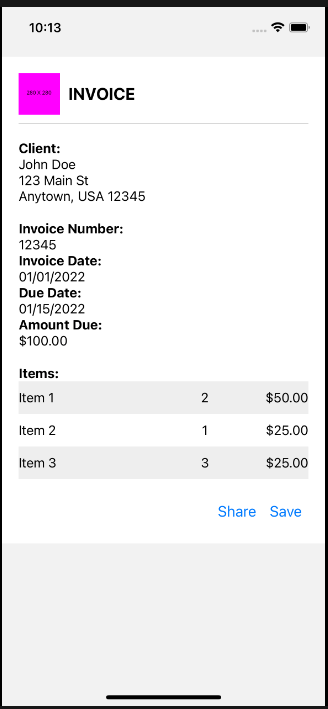 10:13
280 x 280
INVOICE
Client:
John Doe
123 Main St
Anytown, USA 12345
Invoice Number:
12345
Invoice Date:
01/01/2022
Due Date:
01/15/2022
Amount Due:
$100.00
Items:
Item 1 2 $50.00
Item 2 1 $25.00
Item 3 3 $25.00
Share Save